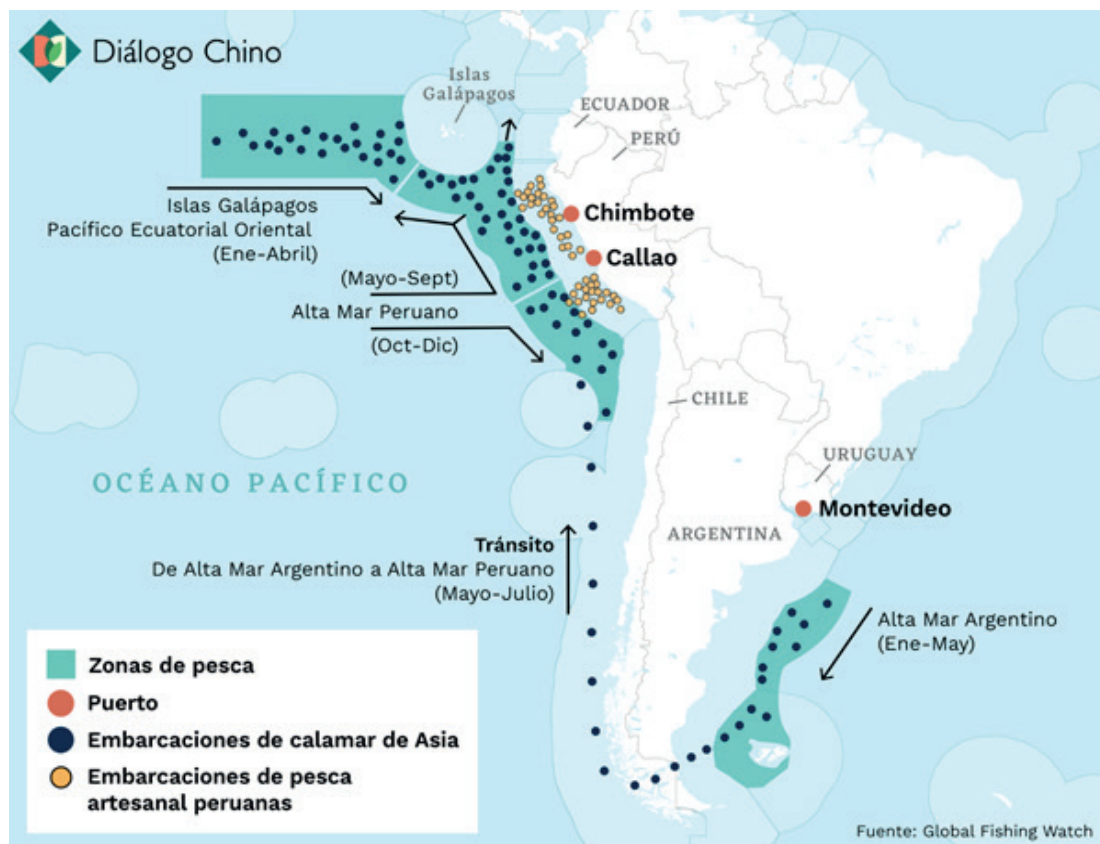 Diálogo Chino
Islas
Galápagos
ECUADOR
PERÚ
Chimbote
Callao
Islas Galápagos
Pacífico Ecuatorial Oriental
(Ene-Abril)
(Mayo-Sept)
Alta Mar Peruano
(Oct-Dic)
CHILE
OCÉANO PACÍFICO
URUGUAY
Montevideo
ARGENTINA
Tránsito
De Alta Mar Argentino a Alta Mar Peruano
(Mayo-Julio)
Alta Mar Argentino
(Ene-May)
Zonas de pesca
Puerto
Embarcaciones de calamar de Asia
Embarcaciones de pesca
artesanal peruanas
Fuente: Global Fishing Watch